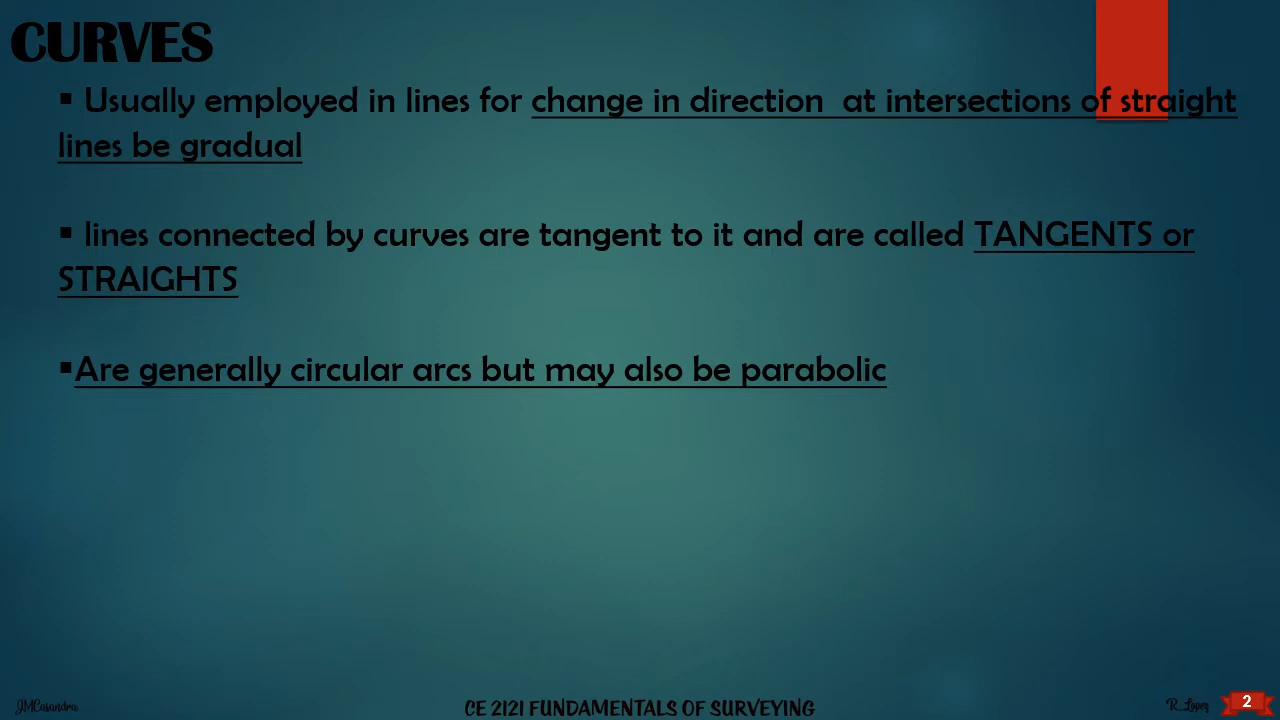 CURVES
▪ Usually employed in lines for change in direction  at intersections of straight
lines be gradual
▪ lines connected by curves are tangent to it and are called TANGENTS or
STRAIGHTS
▪Are generally circular arcs but may also be parabolic
JMCasandra
CE 2121 FUNDAMENTALS OF SURVEYING
R_Lopez
2